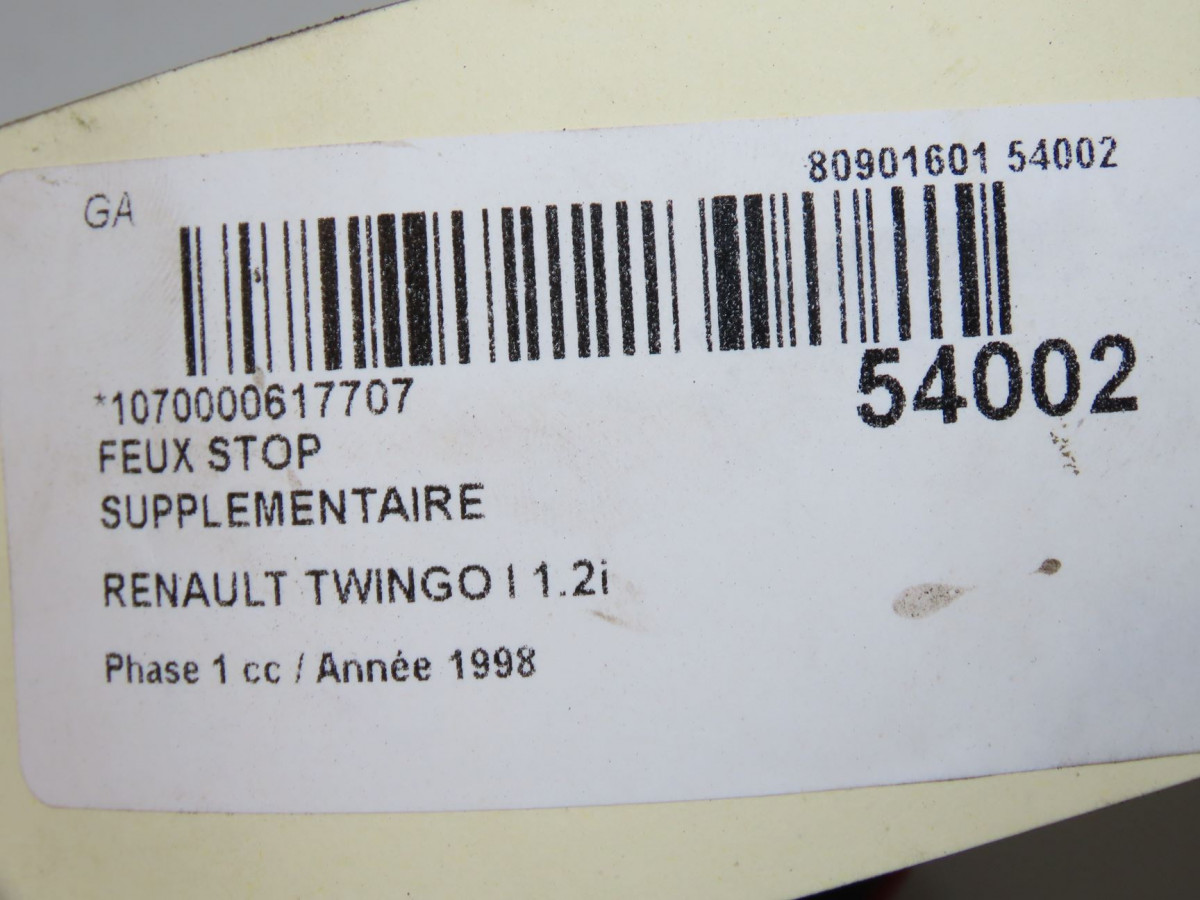 80901601 54002
GA
*1070000617707
54002
FEUX STOP
SUPPLEMENTAIRE
RENAULT TWINGO I 1.2i
Phase 1 cc / Année 1998